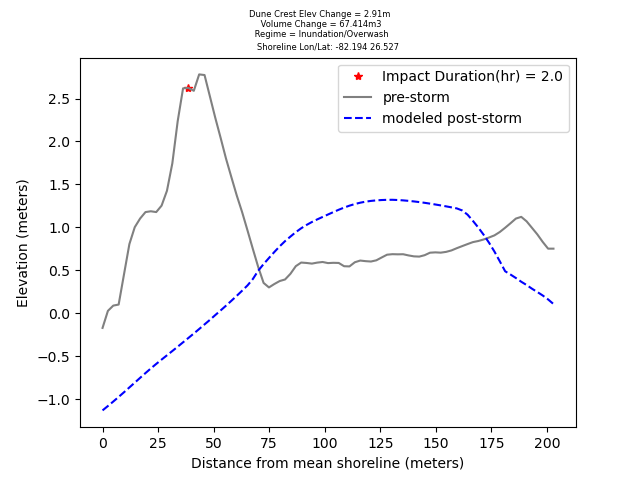 Dune Crest Elev Change = 2.91m
Volume Change = 67.414m3
Regime = Inundation/Overwash
Shoreline Lon/Lat: -82.194 26.527
Impact Duration(hr) = 2.0
pre-storm
modeled post-storm
Elevation (meters)
2.5
2.0
1.5
1.0
0.5
0.0
−0.5
−1.0
0 25 50 75 100 125 150 175 200
Distance from mean shoreline (meters)